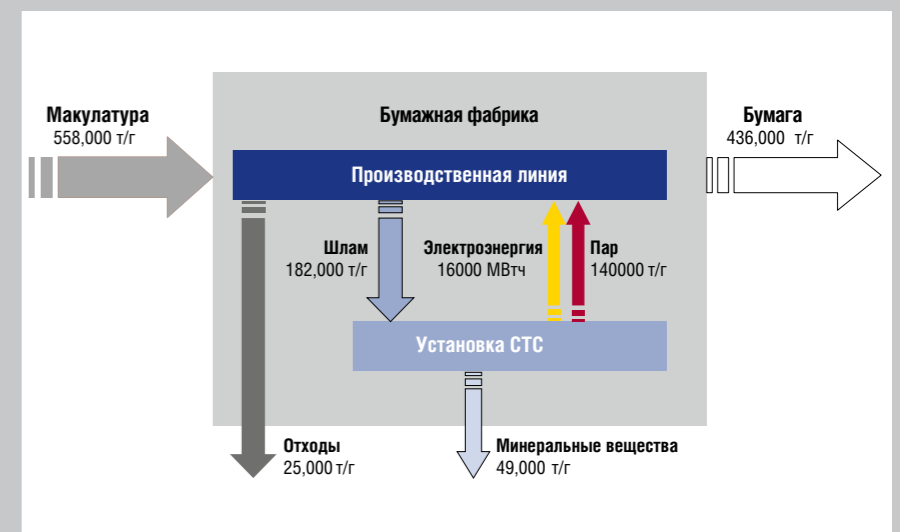 Макулатура
558,000 т/г
Бумажная фабрика
Бумага
436,000 т/г
Производственная линия
Шлам
182,000 т/г
Электроэнергия
16000 МВтч
Пар
140000 т/г
Установка СТС
Отходы
25,000 т/г
Минеральные вещества
49,000 т/г